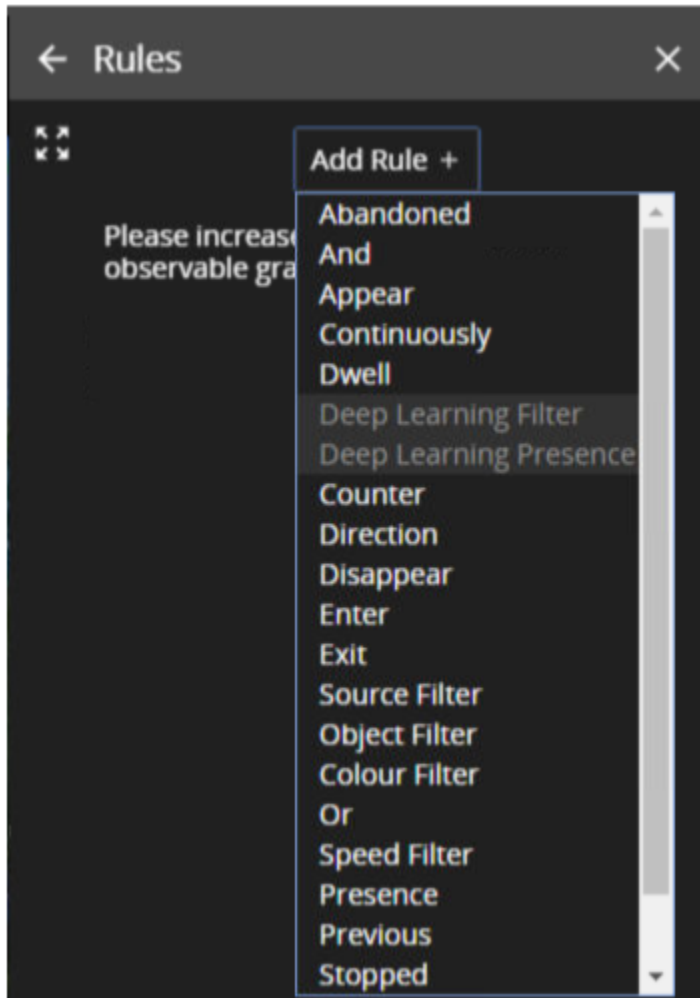 Rules
Add Rule +
Please increase
observable gra
Abandoned
And
Appear
Continuously
Dwell
Deep Learning Filter
Deep Learning Presence
Counter
Direction
Disappear
Enter
Exit
Source Filter
Object Filter
Colour Filter
Or
Speed Filter
Presence
Previous
Stopped